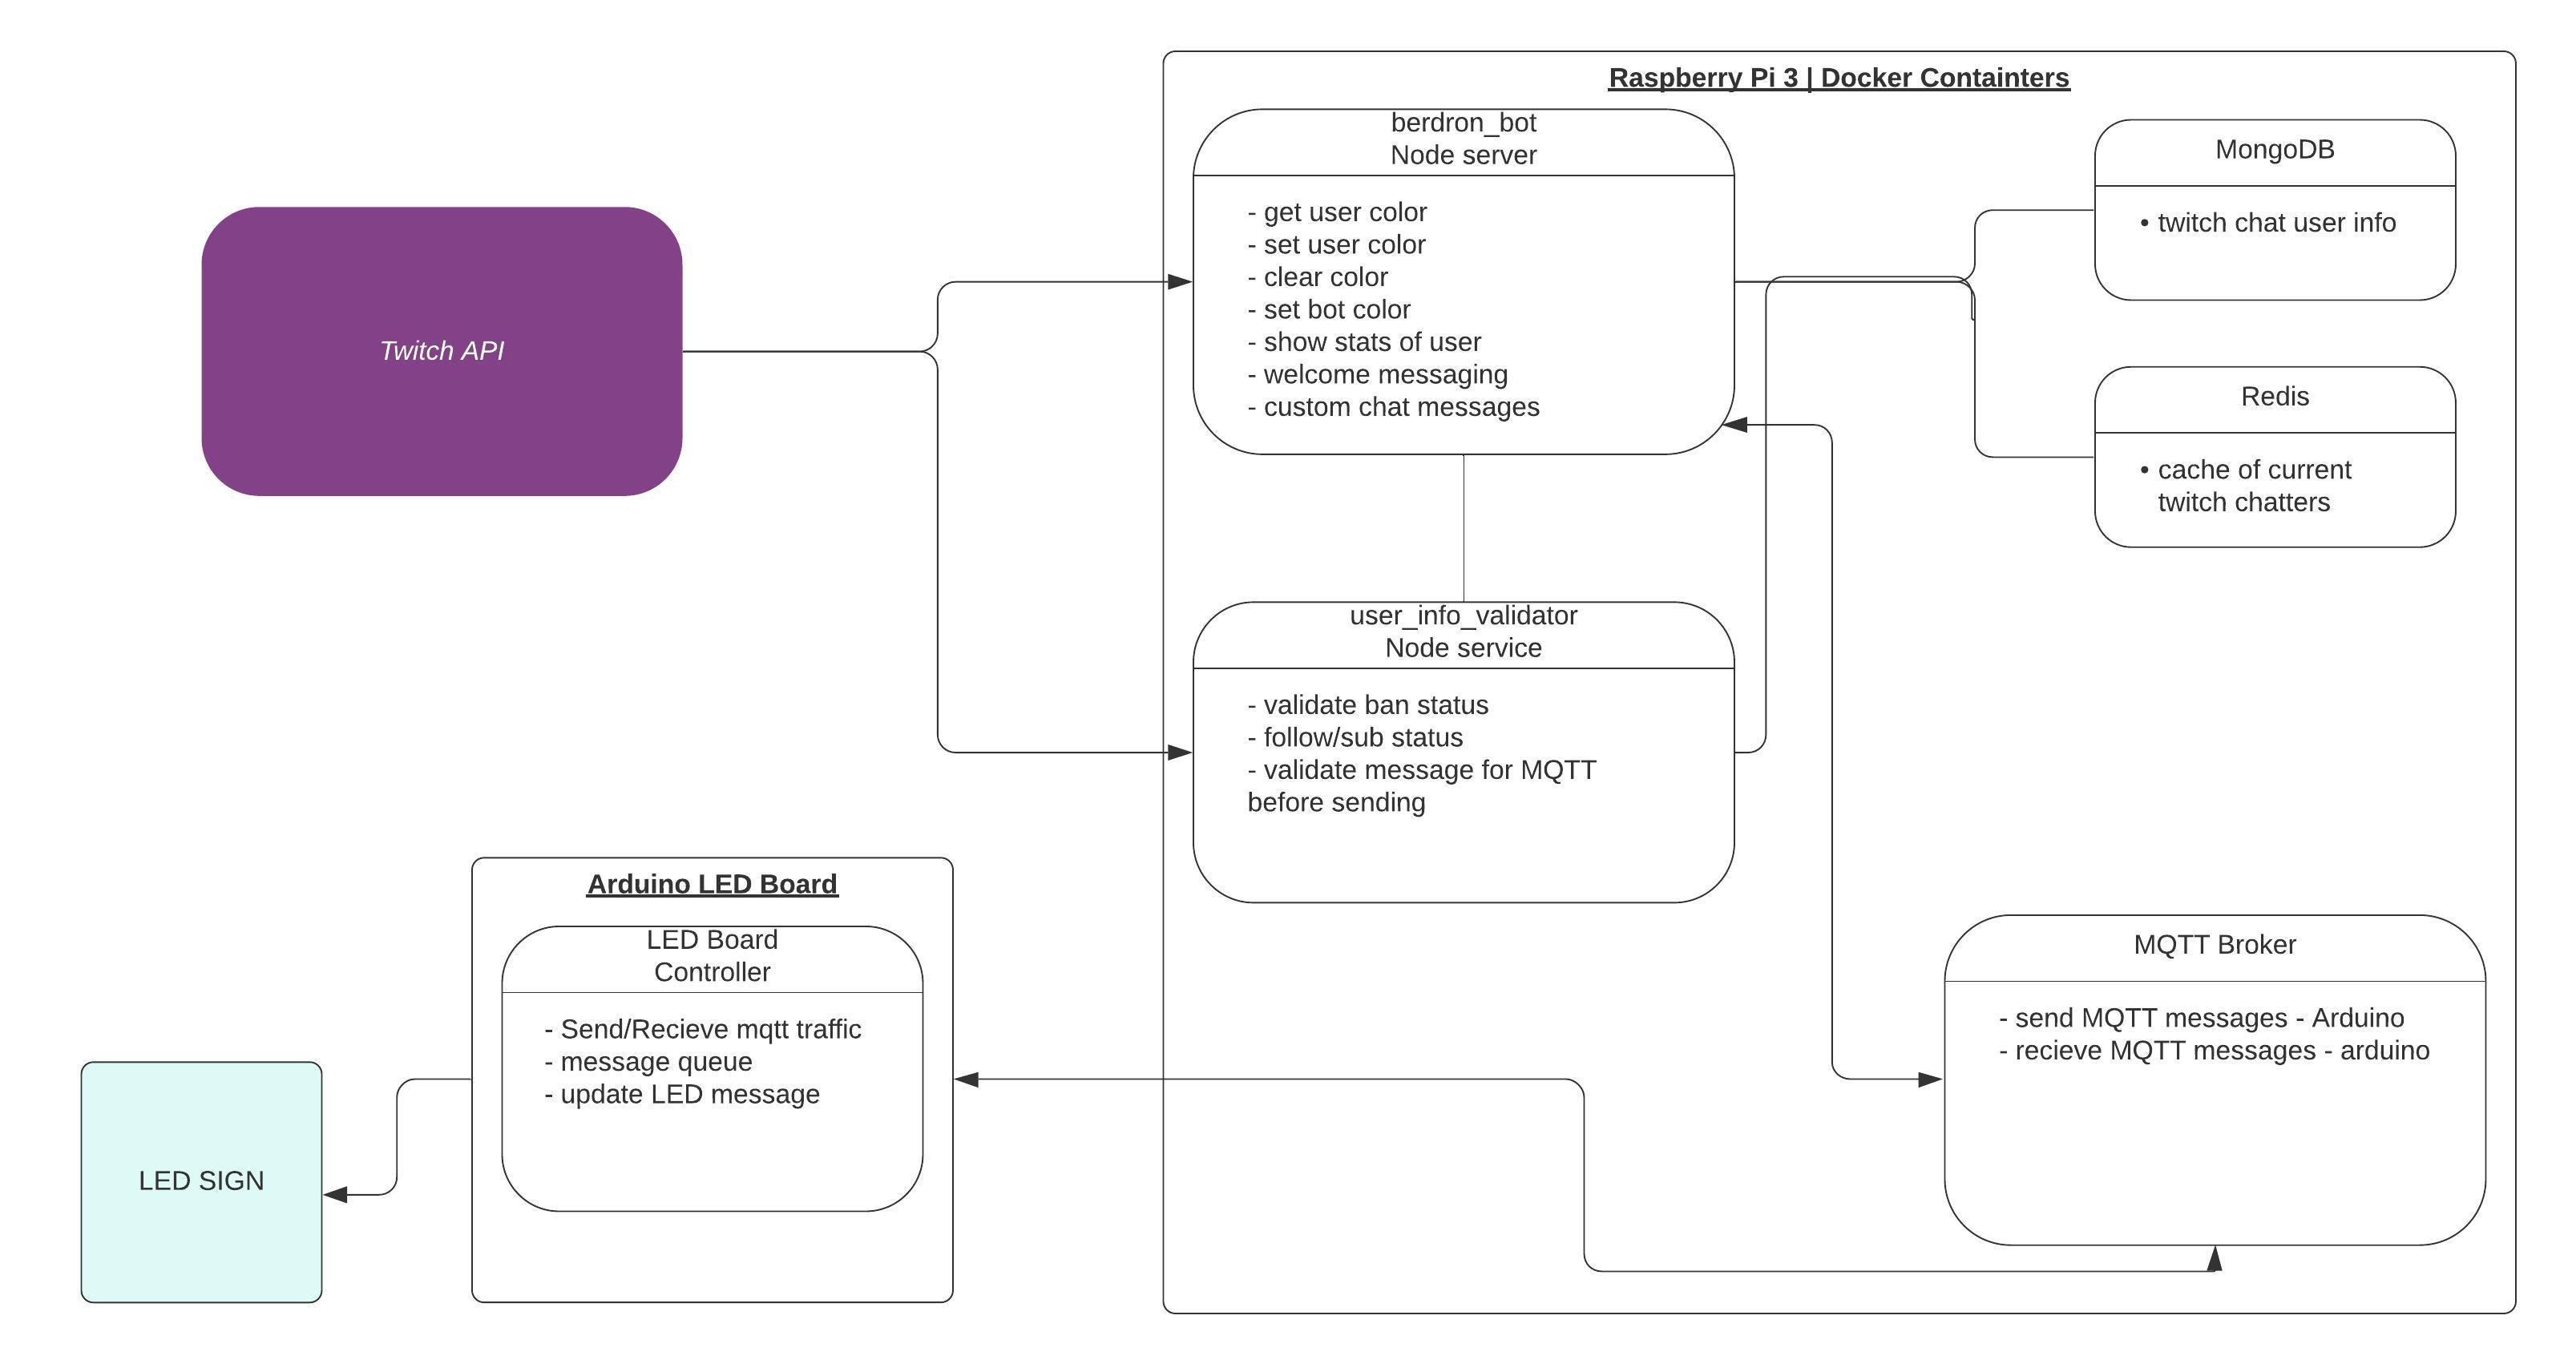 Raspberry Pi 3 | Docker Containters
berdron_bot
Node server
- get user color
- set user color
- clear color
- set bot color
- show stats of user
- welcome messaging
- custom chat messages
MongoDB
• twitch chat user info
Twitch API
Redis
• cache of current
twitch chatters
user_info_validator
Node service
- validate ban status
- follow/sub status
- validate message for MQTT
before sending
Arduino LED Board
LED Board
Controller
- Send/Recieve mqtt traffic
- message queue
- update LED message
MQTT Broker
- send MQTT messages - Arduino
- recieve MQTT messages - arduino
LED SIGN